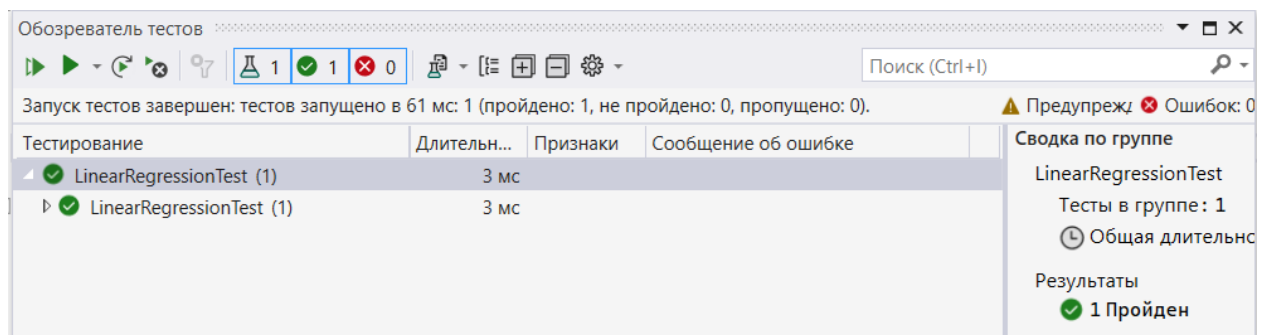 Обозреватель тестов
1 1 0 Поиск (Ctrl+I)
Запуск тестов завершен: тестов запущено в 61 мс: 1 (пройдено: 1, не пройдено: 0, пропущено: 0). Предупреж Ошибок: 0
Тестирование Длительн... Признаки Сообщение об ошибке
LinearRegressionTest (1) 3 мс
LinearRegressionTest (1) 3 мс
Сводка по группе
LinearRegressionTest
Тесты в группе: 1
Общая длительно
Результаты
1 Пройден